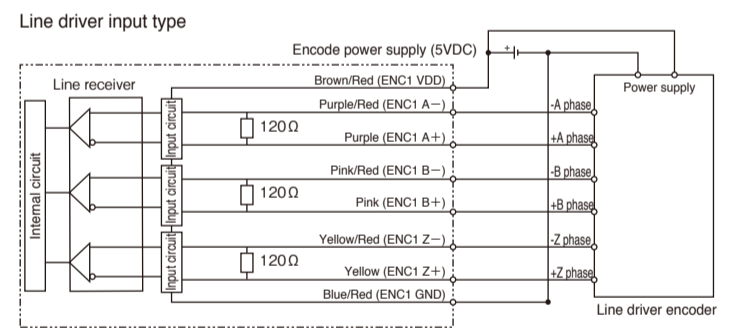 Line driver input type
Encode power supply (5VDC)
+
Line receiver
Brown/Red (ENC1 VDD)
Power supply
Purple/Red (ENC1 A−)
-A phase
120Ω
Input circuit
Purple (ENC1 A+)
+A phase
Pink/Red (ENC1 B−)
-B phase
120Ω
Input circuit
Internal circuit
Pink (ENC1 B+)
+B phase
Yellow/Red (ENC1 Z−)
-Z phase
120Ω
Input circuit
Yellow (ENC1 Z+)
+Z phase
Blue/Red (ENC1 GND)
Line driver encoder